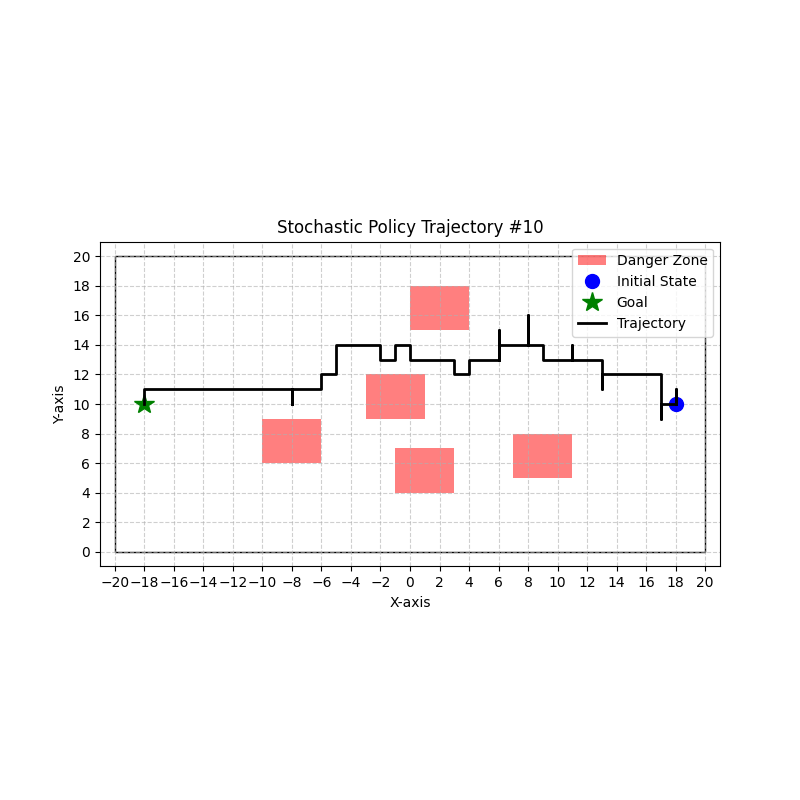 Stochastic Policy Trajectory #10
Danger Zone
Initial State
Goal
Trajectory
Y-axis
20
18
16
14
12
10
8
6
4
2
0
−20 −18 −16 −14 −12 −10 −8 −6 −4 −2 0 2 4 6 8 10 12 14 16 18 20
X-axis